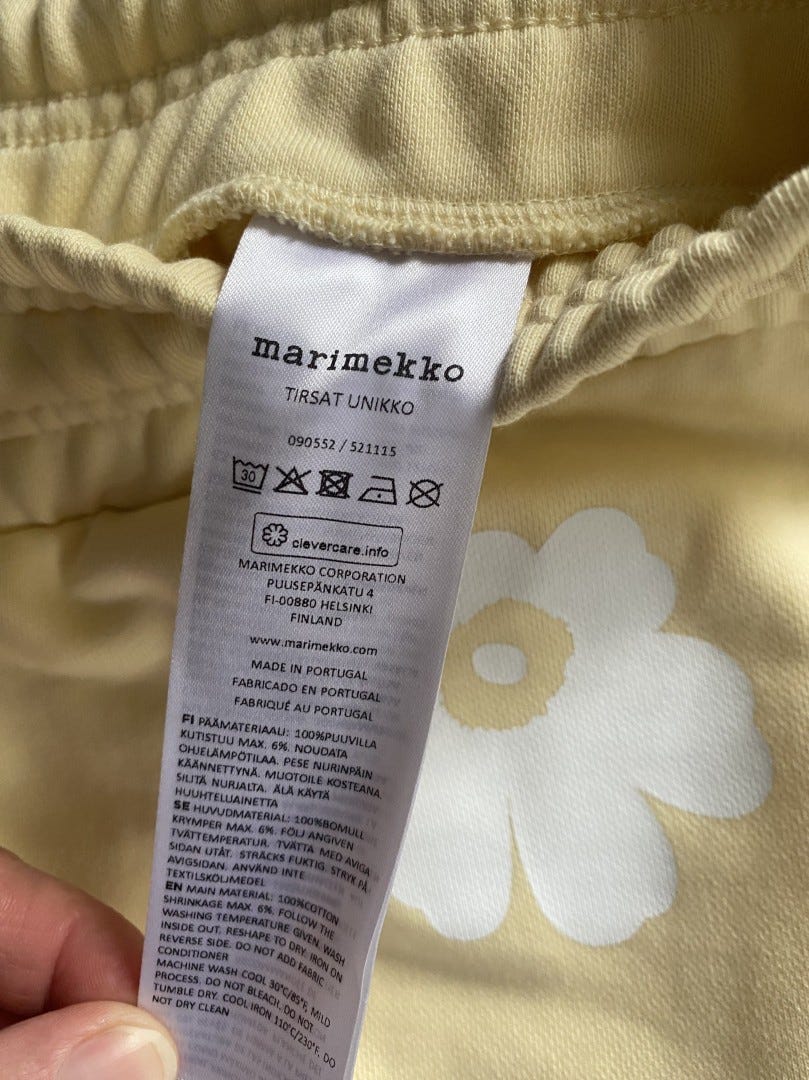 marimekko
TIRSAT UNIKKO
090552 / 521115
30
clevercare.info
MARIMEKKO CORPORATION
PUUSEPÄNKATU 4
FI-00880 HELSINKI
FINLAND
www.marimekko.com
MADE IN PORTUGAL
FABRICADO EN PORTUGAL
FABRIQUÉ AU PORTUGAL
FI PÄÄMATERIAALI: 100%PUUVILLA
KUTISTUU MAX. 6%. NOUDATA
OHJELÄMPÖTILAA. PESE NURINPÄIN
KÄÄNNETTYNÄ. MUOTOILE KOSTEANA.
SILITÄ NURJALTA. ÄLÄ KÄYTÄ
HUUHTELUAINETTA
SE HUVUDMATERIAL: 100%BOMULL
KRYMPER MAX. 6%. FÖLJ ANGIVEN
TVÄTTEMPERATUR. TVÄTTA MED AVIGA
SIDAN UTÅT. STRÄCKS FUKTIG. STRYK PÅ
AVIGSIDAN. ANVÄND INTE
TEXTILSKÖLJMEDEL
EN MAIN MATERIAL: 100%COTTON
SHRINKAGE MAX. 6%. FOLLOW THE
WASHING TEMPERATURE GIVEN. WASH
INSIDE OUT. RESHAPE TO DRY. IRON ON
REVERSE SIDE. DO NOT ADD FABRIC
CONDITIONER
MACHINE WASH COOL 30°C/85°F, MILD
PROCESS. DO NOT BLEACH. DO NOT
TUMBLE DRY. COOL IRON 110°C/230°F. DO
NOT DRY CLEAN